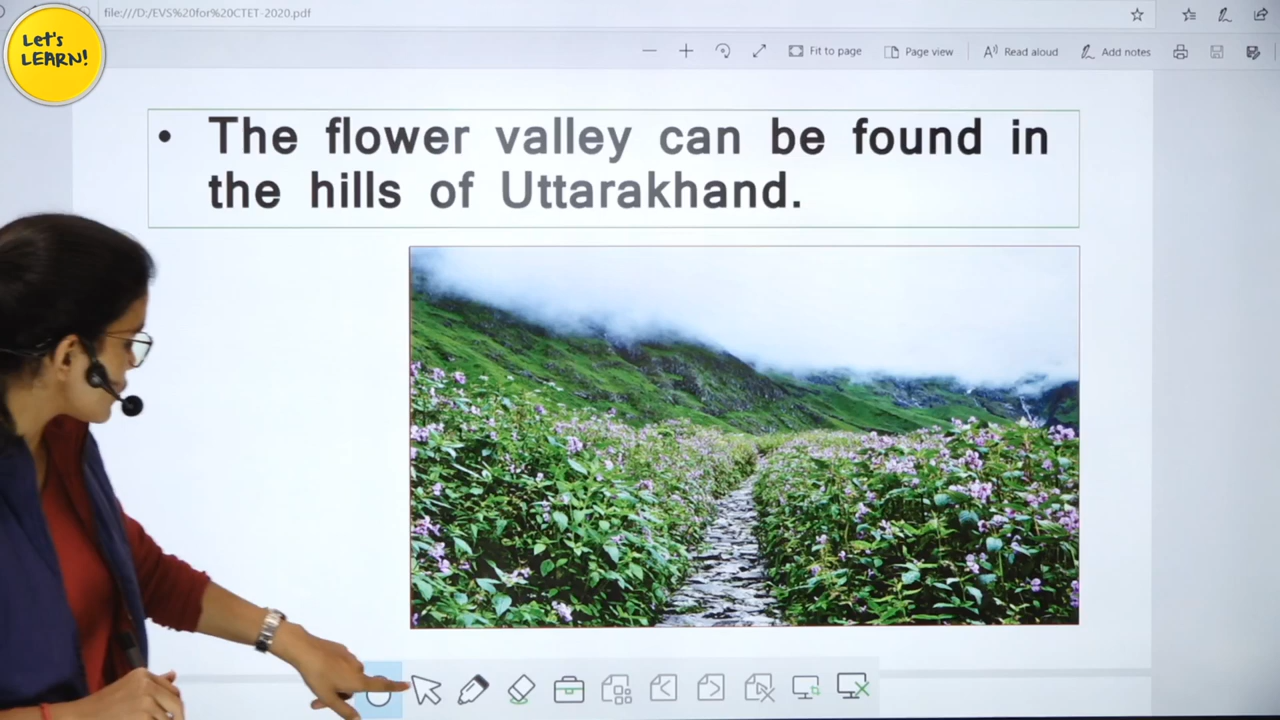 file:///D:/EVS%20for%20CTET-2020.pdf
Let's
LEARN!
Fit to page
Page view
Read aloud
Add notes
• The flower valley can be found in
the hills of Uttarakhand.